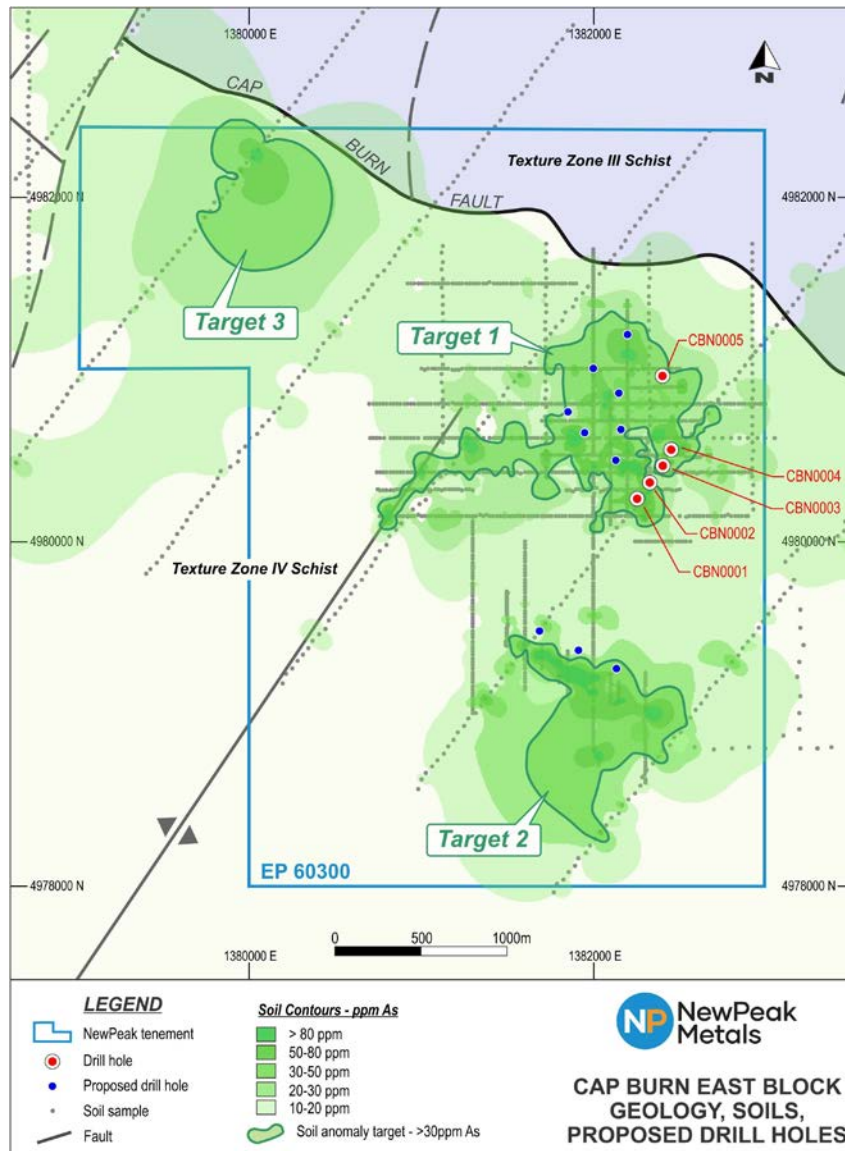 1380000 E
1382000 E
N
CAP
BURN
FAULT
Texture Zone III Schist
4982000 N
4982000 N
Target 3
Target 1
CBN0005
CBN0004
CBN0003
CBN0002
CBN0001
4980000 N
4980000 N
Texture Zone IV Schist
Target 2
EP 60300
4978000 N
4978000 N
0 500 1000m
1380000 E
1382000 E
LEGEND
NewPeak tenement
Drill hole
Proposed drill hole
Soil sample
Fault
Soil Contours - ppm As
> 80 ppm
50-80 ppm
30-50 ppm
20-30 ppm
10-20 ppm
Soil anomaly target - >30ppm As
NP NewPeak
Metals
CAP BURN EAST BLOCK
GEOLOGY, SOILS,
PROPOSED DRILL HOLES